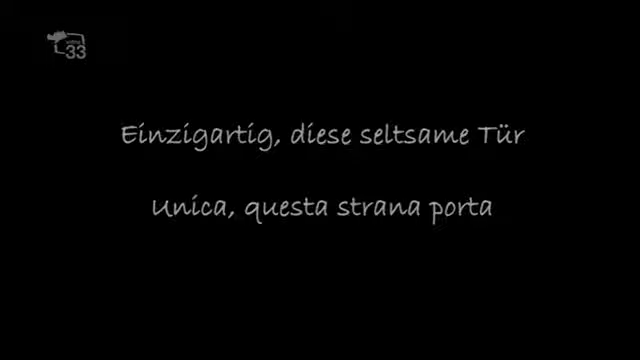 33
Einzigartig, diese seltsame Tür
Unica, questa strana porta